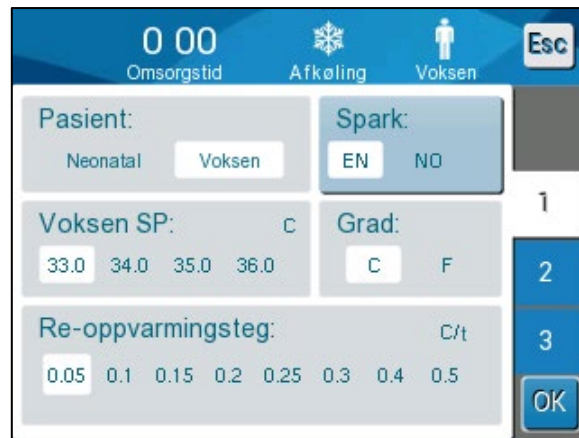 0 00
Omsorgstid
Afkøling
Voksen
Esc
Pasient:
Neonatal Voksen
Spark:
EN NO
Voksen SP: C
33.0 34.0 35.0 36.0
Grad:
C F
Re-oppvarmingsteg: C/t
0.05 0.1 0.15 0.2 0.25 0.3 0.4 0.5
1
2
3
OK